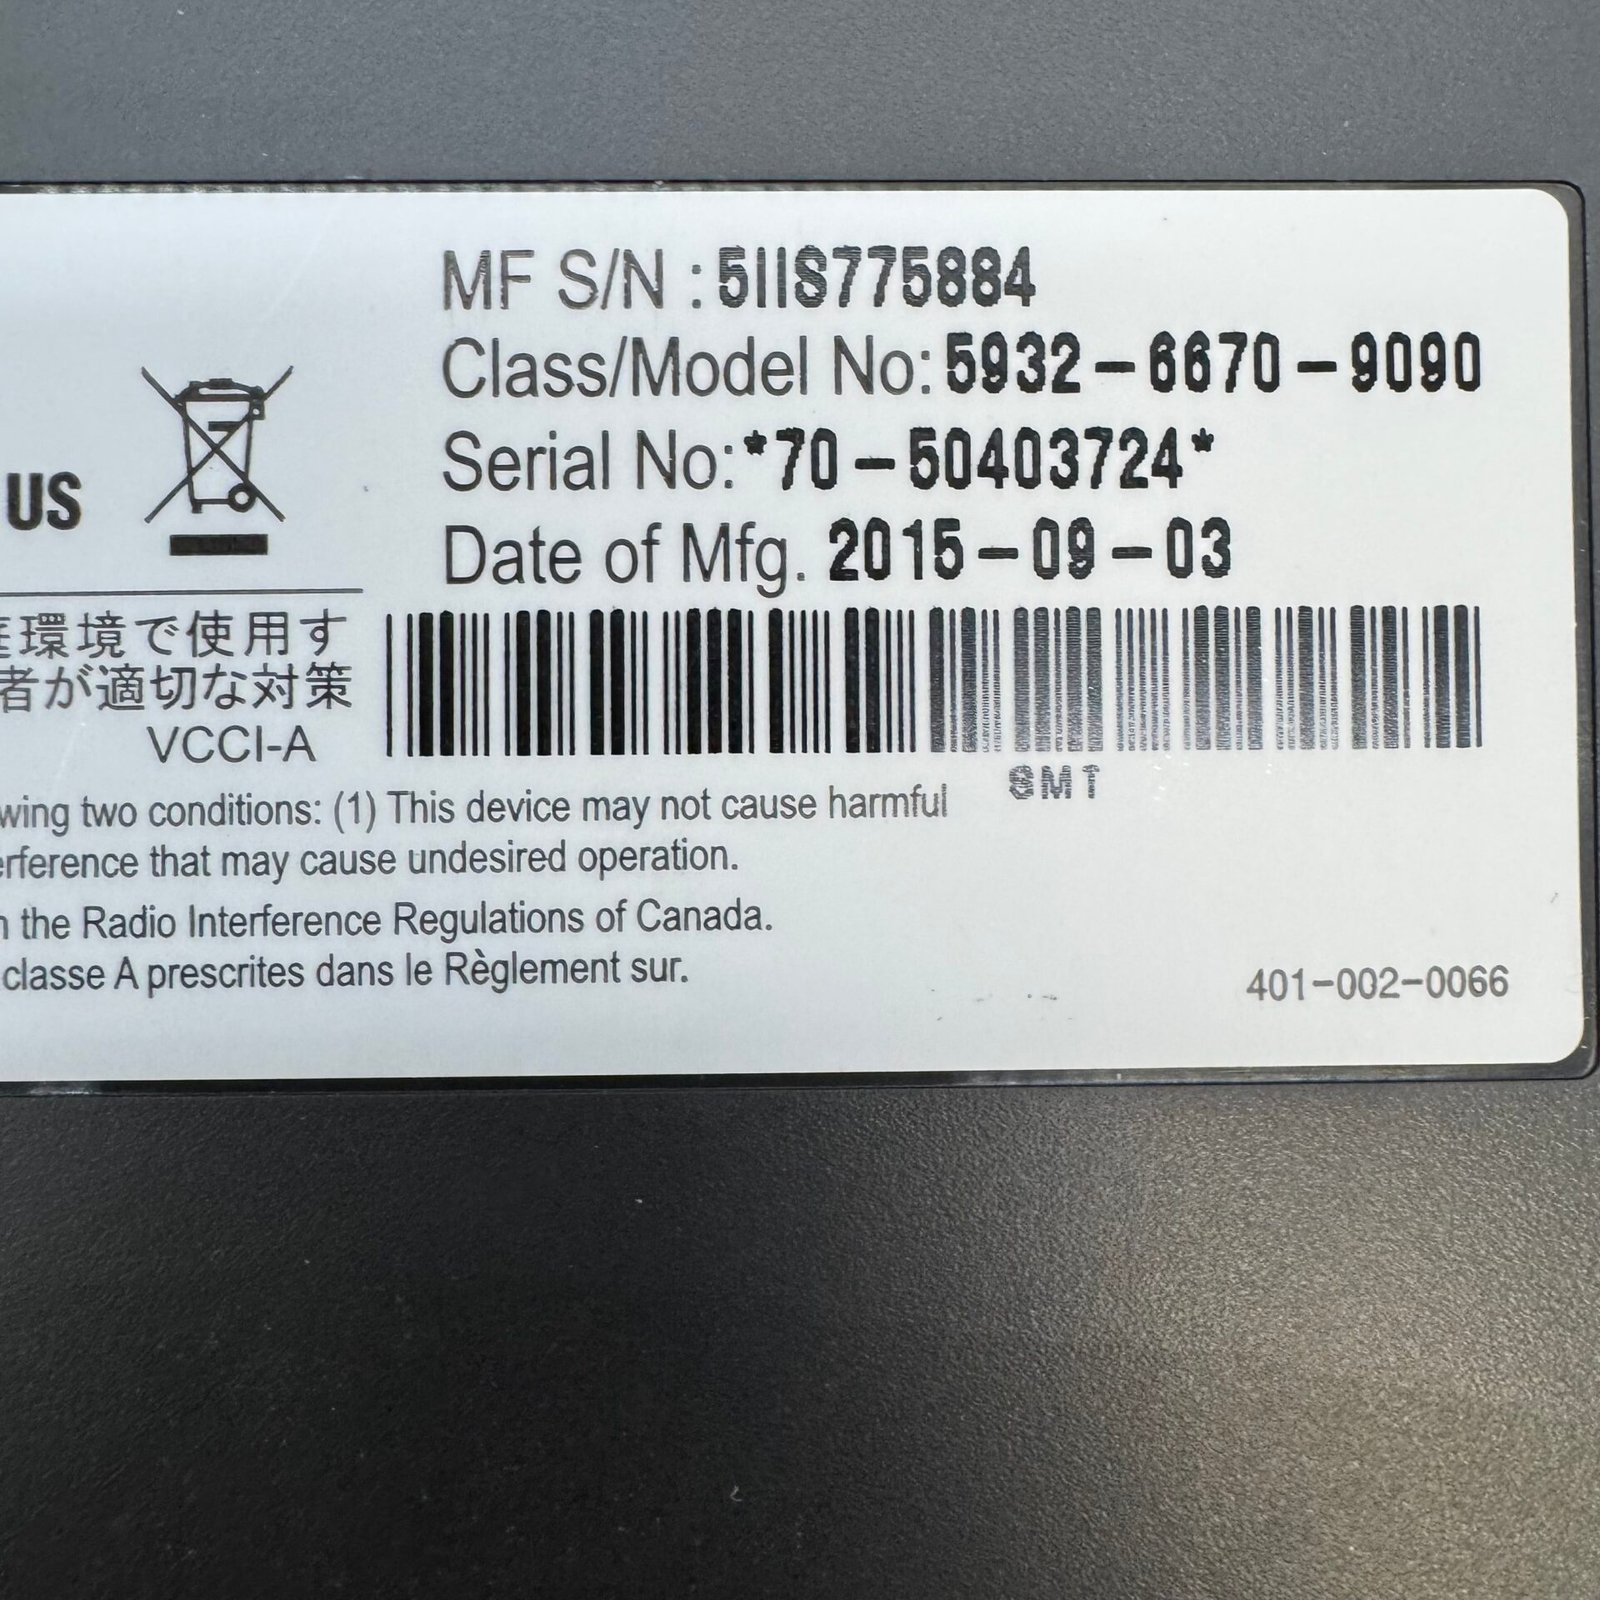 MF S/N : 5IIS775884
Class/Model No: 5932-6670-9090
Serial No: *70-50403724*
Date of Mfg. 2015-09-03
US
環境で使用す
者が適切な対策
VCCI-A
wing two conditions: (1) This device may not cause harmful
erference that may cause undesired operation.
the Radio Interference Regulations of Canada.
classe A prescrites dans le Règlement sur.
401-002-0066